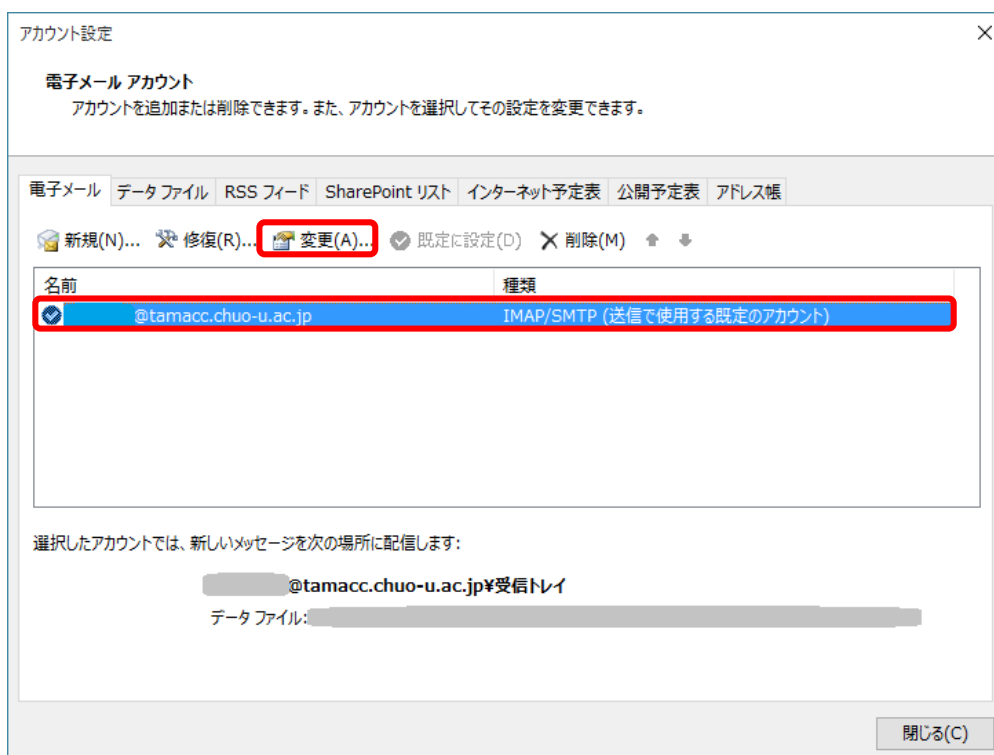 アカウント設定
電子メール アカウント
アカウントを追加または削除できます。また、アカウントを選択してその設定を変更できます。
電子メール データ ファイル RSS フィード SharePoint リスト インターネット予定表 公開予定表 アドレス帳
新規(N)... 修復(R)... 変更(A)... 既定に設定(D) 削除(M)
名前 種類
@tamacc.chuo-u.ac.jp IMAP/SMTP (送信で使用する既定のアカウント)
選択したアカウントでは、新しいメッセージを次の場所に配信します:
@tamacc.chuo-u.ac.jp¥受信トレイ
データ ファイル:
閉じる(C)